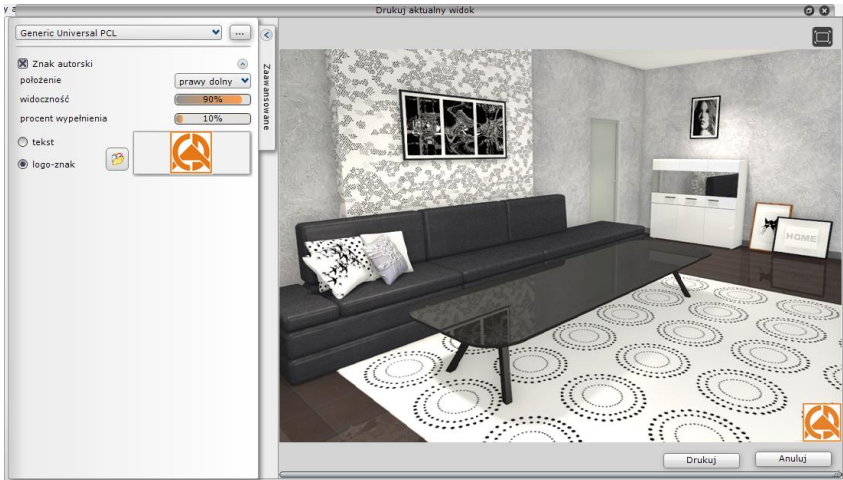 y a
Drukuj aktualny widok
Generic Universal PCL
...
Zaawansowane
Znak autorski
położenie
prawy dolny
widoczność
90%
procent wypełnienia
10%
tekst
logo-znak
HOME
Drukuj
Anuluj